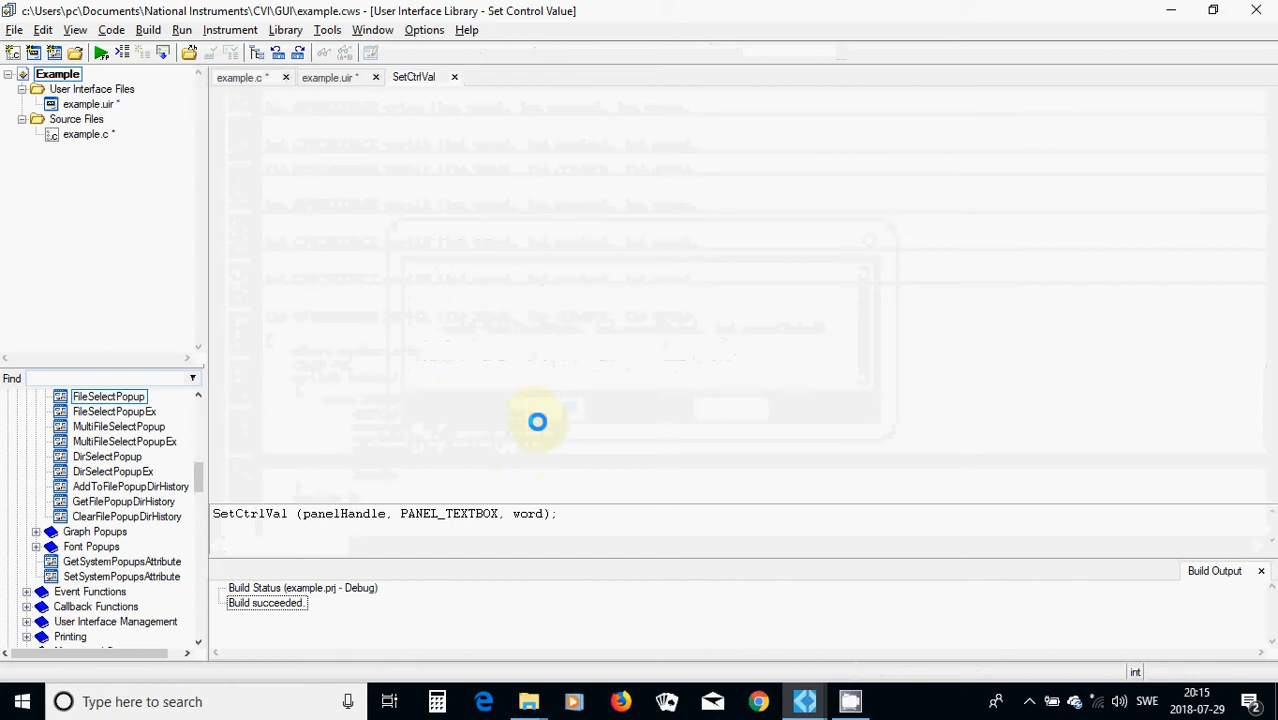 c:\Users\pc\Documents\National Instruments\CVI\GUI\example.cws - [User Interface Library - Set Control Value]
File Edit View Code Build Run Instrument Library Tools Window Options Help
Example
User Interface Files
example.uir *
Source Files
example.c *
example.c * example.uir * SetCtrlVal
Find
FileSelectPopup
FileSelectPopupEx
MultiFileSelectPopup
MultiFileSelectPopupEx
DirSelectPopup
DirSelectPopupEx
AddToFilePopupDirHistory
GetFilePopupDirHistory
ClearFilePopupDirHistory
Graph Popups
Font Popups
GetSystemPopupsAttribute
SetSystemPopupsAttribute
Event Functions
Callback Functions
User Interface Management
Printing
SetCtrlVal (panelHandle, PANEL_TEXTBOX, word);
Build Output
Build Status (example.prj - Debug)
Build succeeded.
int
Type here to search
SWE
20:15
2018-07-29
2